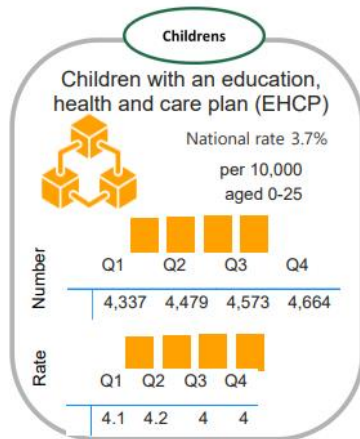 Childrens
Children with an education,
health and care plan (EHCP)
National rate 3.7%
per 10,000
aged 0-25
Number
Q1 Q2 Q3 Q4
4,337 4,479 4,573 4,664
Rate
Q1 Q2 Q3 Q4
4.1 4.2 4 4